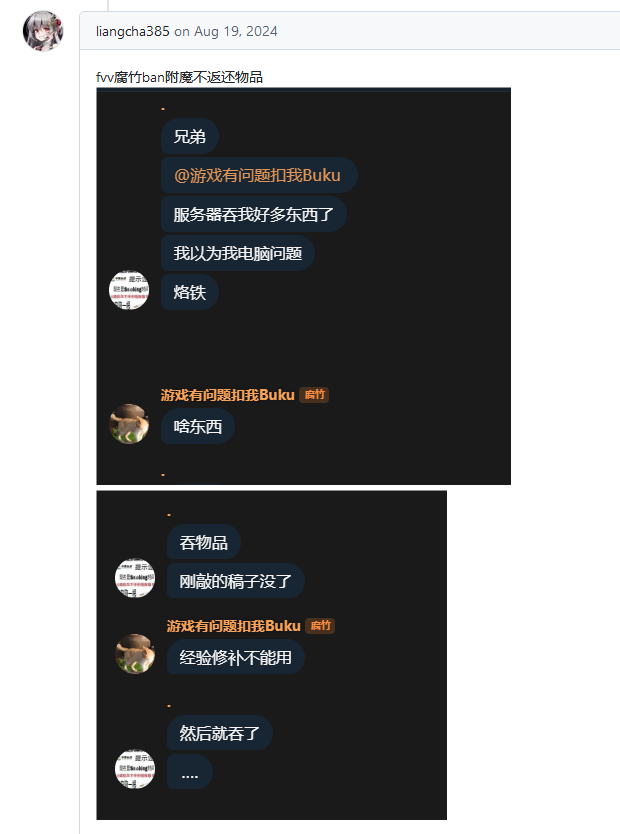 liangcha385 on Aug 19, 2024
fvv腐竹ban附魔不返还物品
.
兄弟
@游戏有问题扣我Buku
服务器吞我好多东西了
我以为我电脑问题
烙铁
游戏有问题扣我Buku 腐竹
啥东西
.
.
吞物品
刚敲的稿子没了
游戏有问题扣我Buku 腐竹
经验修补不能用
.
然后就吞了
....